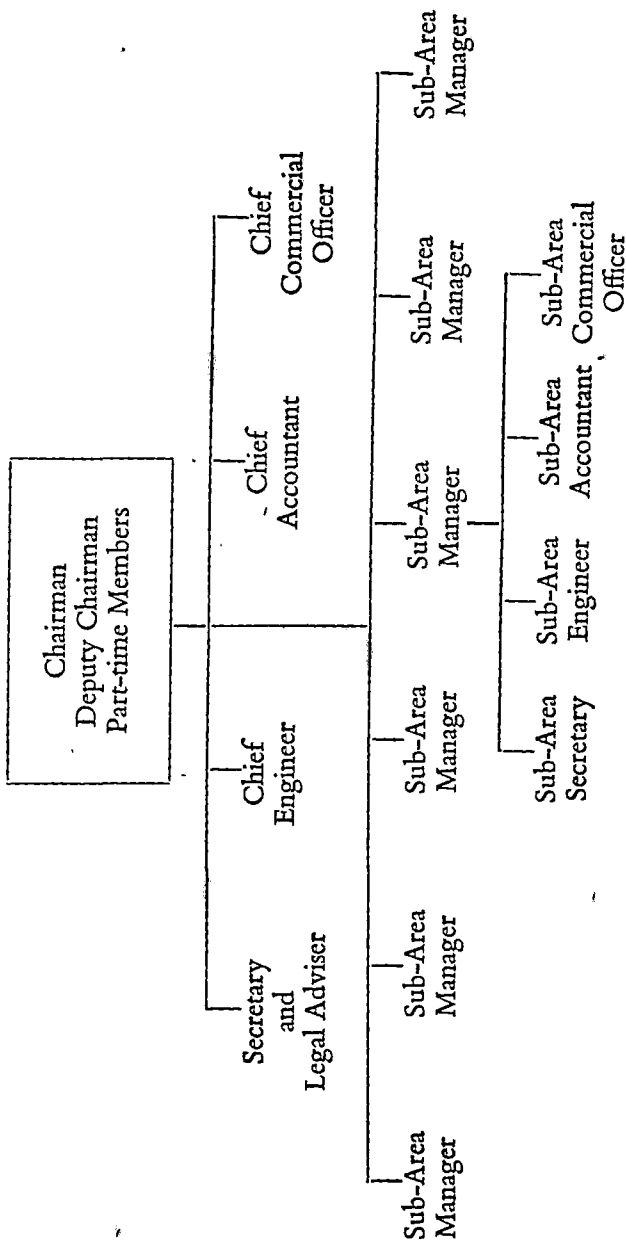 Chairman
Deputy Chairman
Part-time Members
Secretary
and
Legal Adviser
Chief
Engineer
Chief
Accountant
Chief
Commercial
Officer
Sub-Area
Manager
Sub-Area
Manager
Sub-Area
Manager
Sub-Area
Manager
Sub-Area
Manager
Sub-Area
Manager
Sub-Area
Secretary
Sub-Area
Engineer
Sub-Area
Accountant
Sub-Area
Commercial
Officer